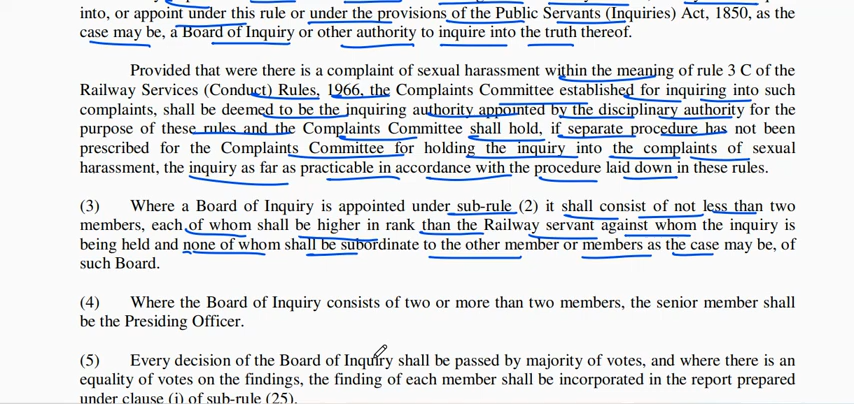 into, or appoint under this rule or under the provisions of the Public Servants (Inquiries) Act, 1850, as the
case may be, a Board of Inquiry or other authority to inquire into the truth thereof.
Provided that were there is a complaint of sexual harassment within the meaning of rule 3 C of the
Railway Services (Conduct) Rules, 1966, the Complaints Committee established for inquiring into such
complaints, shall be deemed to be the inquiring authority appointed by the disciplinary authority for the
purpose of these rules and the Complaints Committee shall hold, if separate procedure has not been
prescribed for the Complaints Committee for holding the inquiry into the complaints of sexual
harassment, the inquiry as far as practicable in accordance with the procedure laid down in these rules.
(3) Where a Board of Inquiry is appointed under sub-rule (2) it shall consist of not less than two
members, each of whom shall be higher in rank than the Railway servant against whom the inquiry is
being held and none of whom shall be subordinate to the other member or members as the case may be, of
such Board.
(4) Where the Board of Inquiry consists of two or more than two members, the senior member shall
be the Presiding Officer.
(5) Every decision of the Board of Inquiry shall be passed by majority of votes, and where there is an
equality of votes on the findings, the finding of each member shall be incorporated in the report prepared
under clause (i) of sub-rule (25).